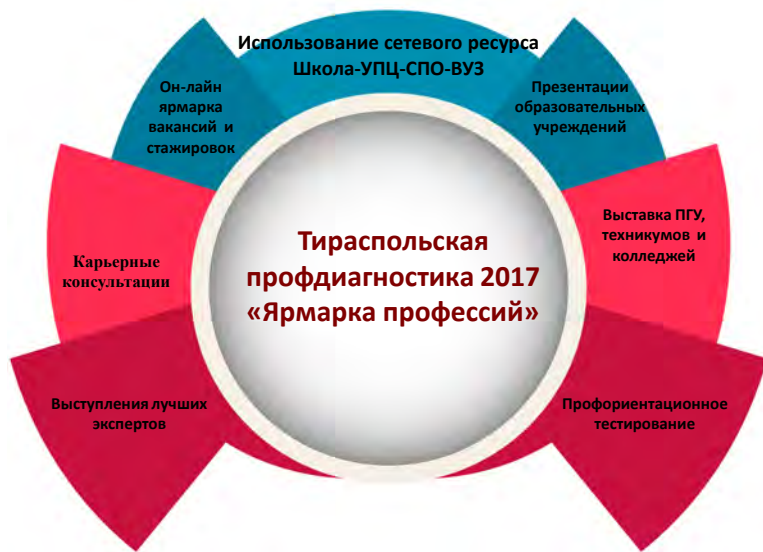 Использование сетевого ресурса
Школа-УПЦ-СПО-ВУЗ
Он-лайн
ярмарка
вакансий и
стажировок
Презентации
образовательных
учреждений
Карьерные
консультации
Тираспольская
профдиагностика 2017
«Ярмарка профессий»
Выставка ПГУ,
техникумов и
колледжей
Выступления лучших
экспертов
Профориентационное
тестирование